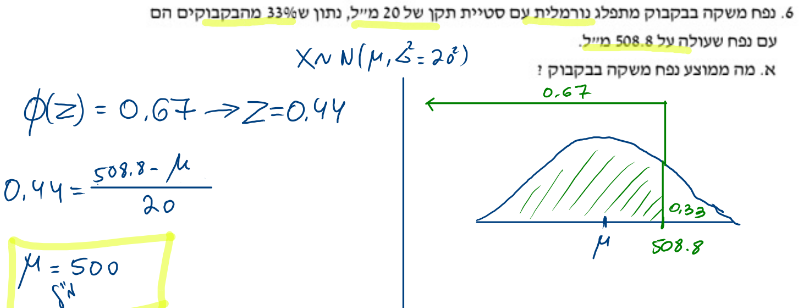 6. נפח משקה בבקבוק מתפלג נורמלית עם סטיית תקן של 20 מ״ל, נתון ש33% מהבקבוקים הם
עם נפח שעולה על 508.8 מ״ל.
א. מה ממוצע נפח משקה בבקבוק ?
X~N(μ, σ²=20²)
ϕ(z) = 0.67 → z=0.44
0.44 = (508.8-μ)/20
μ = 500
מ"ל
0.67
0.33
μ
508.8